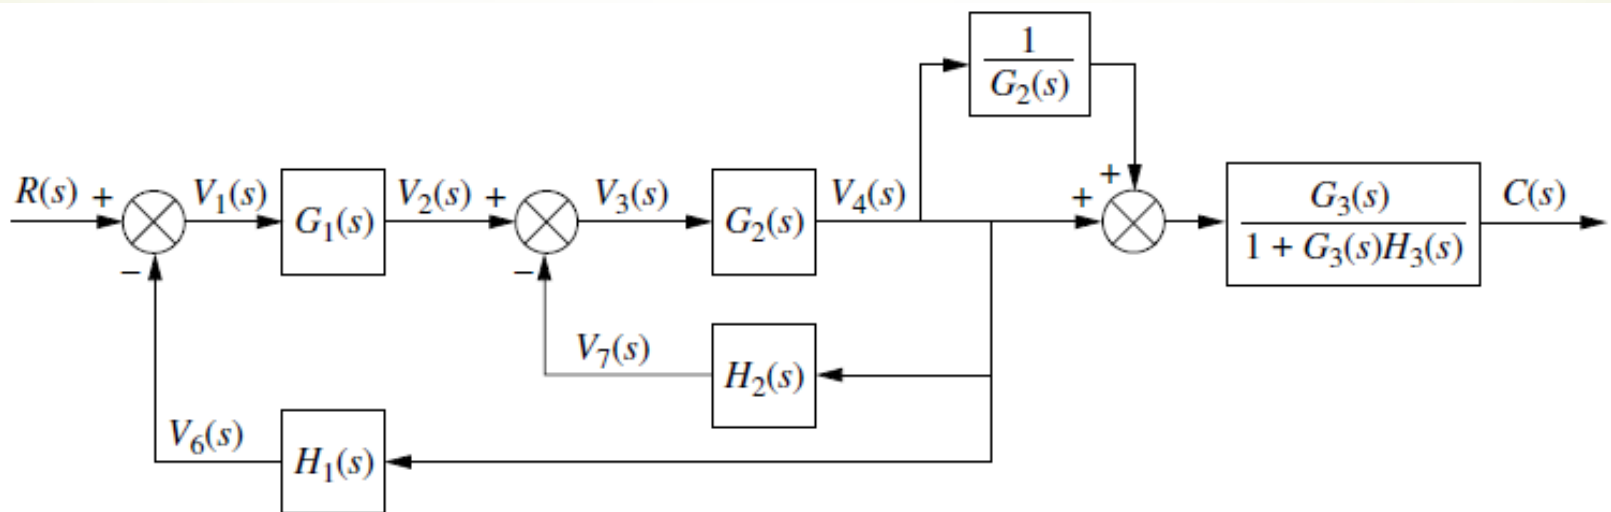 1
G₂(s)
R(s) + V₁(s) G₁(s) V₂(s) + V₃(s) G₂(s) V₄(s) + + G₃(s) C(s)
1 + G₃(s)H₃(s)
− −
V₇(s) H₂(s)
V₆(s) H₁(s)